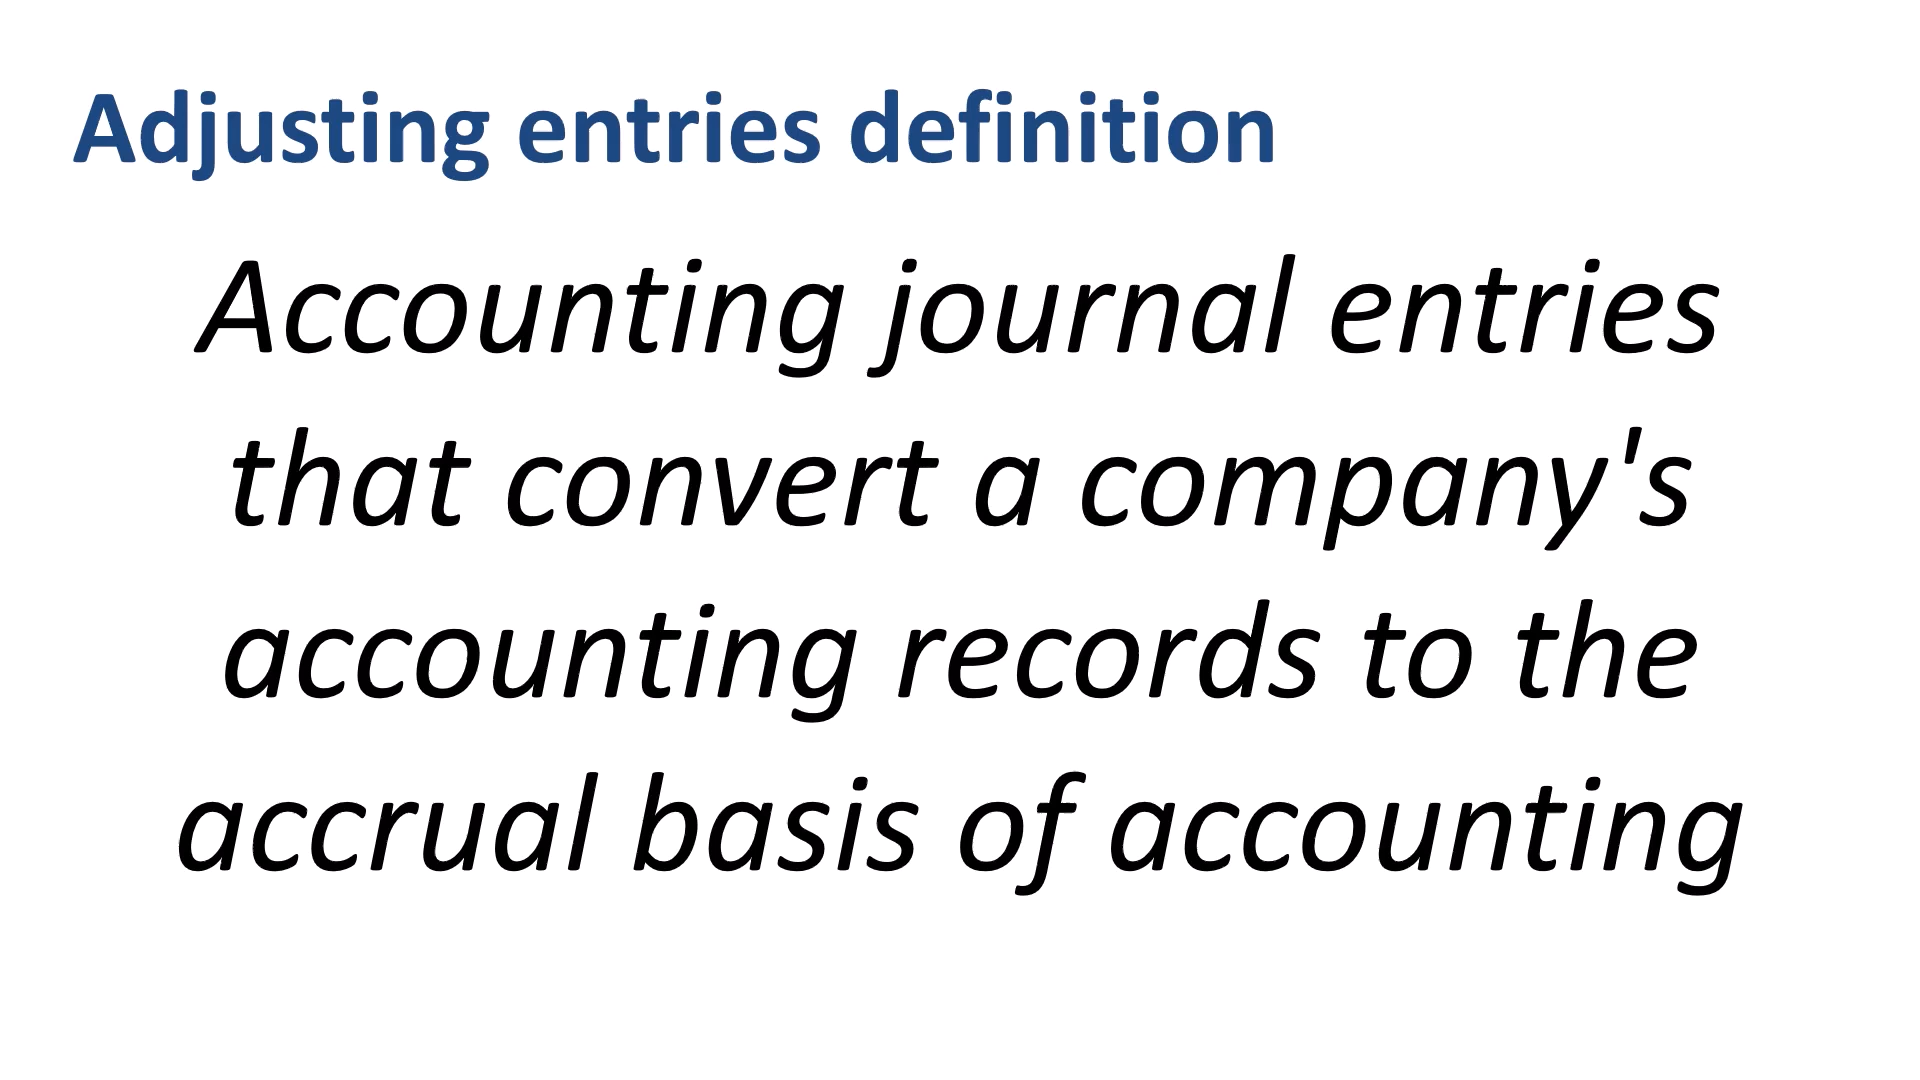 Adjusting entries definition
Accounting journal entries
that convert a company's
accounting records to the
accrual basis of accounting